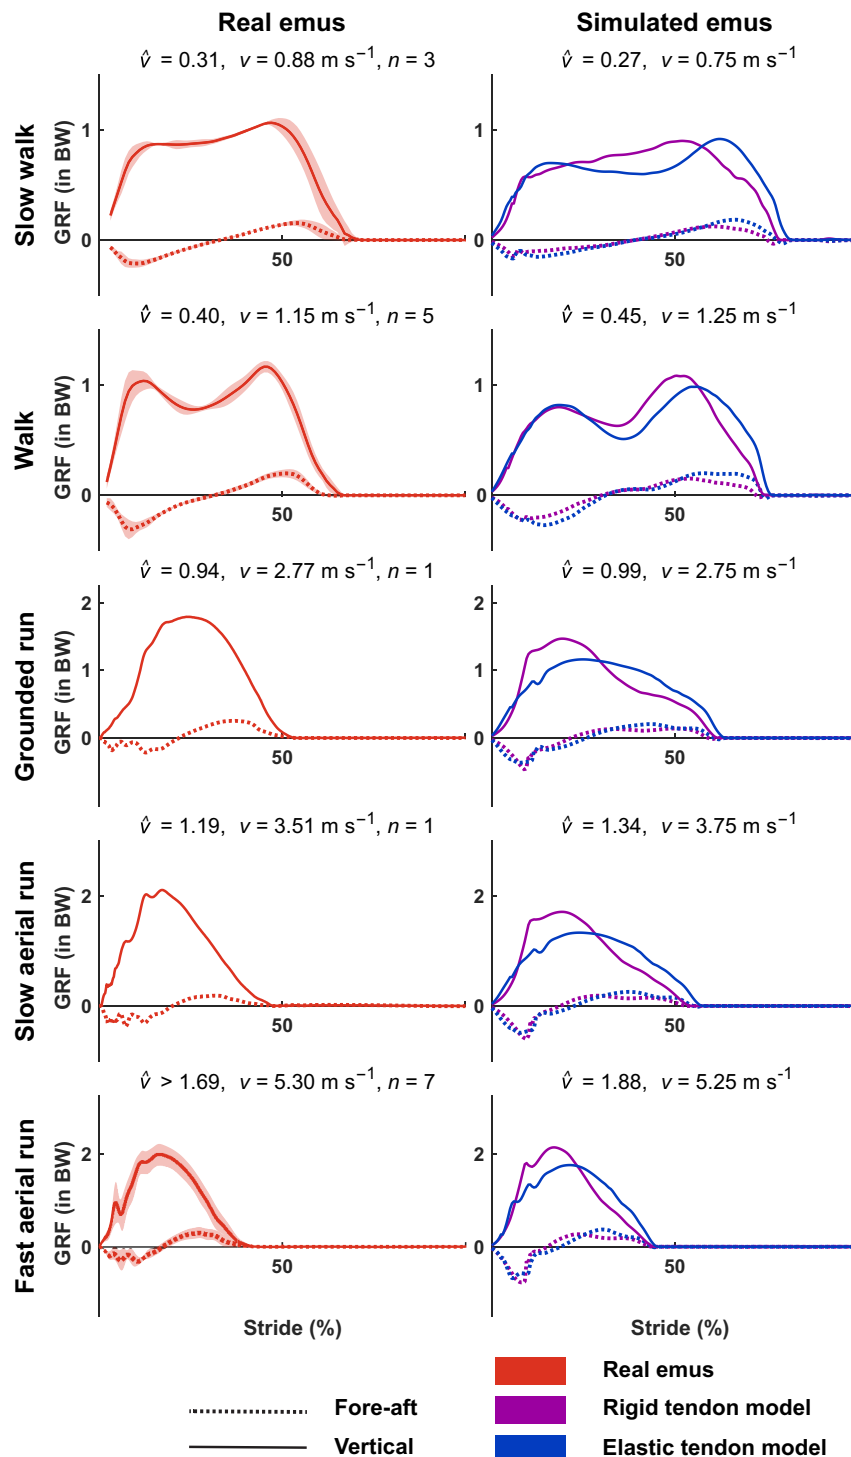 Real emus
Simulated emus
v̂ = 0.31, v = 0.88 m s⁻¹, n = 3
v̂ = 0.27, v = 0.75 m s⁻¹
Slow walk
GRF (in BW)
1
0
50
50
v̂ = 0.40, v = 1.15 m s⁻¹, n = 5
v̂ = 0.45, v = 1.25 m s⁻¹
Walk
GRF (in BW)
1
0
50
50
v̂ = 0.94, v = 2.77 m s⁻¹, n = 1
v̂ = 0.99, v = 2.75 m s⁻¹
Grounded run
GRF (in BW)
2
1
0
50
2
1
0
50
v̂ = 1.19, v = 3.51 m s⁻¹, n = 1
v̂ = 1.34, v = 3.75 m s⁻¹
Slow aerial run
GRF (in BW)
2
0
50
2
0
50
v̂ > 1.69, v = 5.30 m s⁻¹, n = 7
v̂ = 1.88, v = 5.25 m s⁻¹
Fast aerial run
GRF (in BW)
2
0
50
2
0
50
Stride (%)
Stride (%)
Real emus
Fore-aft
Rigid tendon model
Vertical
Elastic tendon model